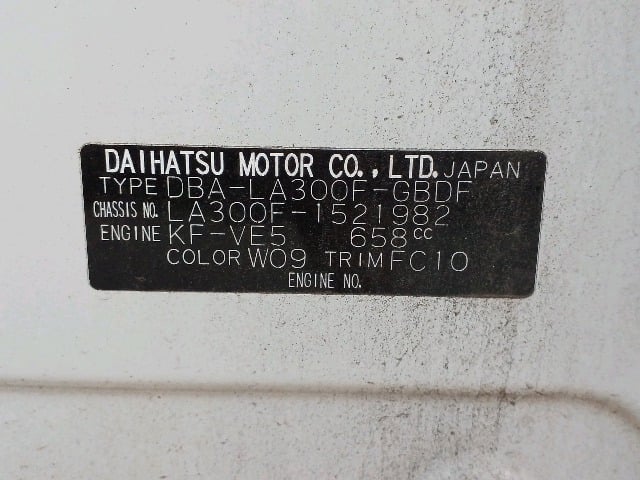 DAIHATSU MOTOR CO., LTD. JAPAN
TYPE DBA-LA300F-GBDF
CHASSIS NO. LA300F-1521982
ENGINE KF-VE5 658cc
COLOR W09 TRIM FC10
ENGINE NO.